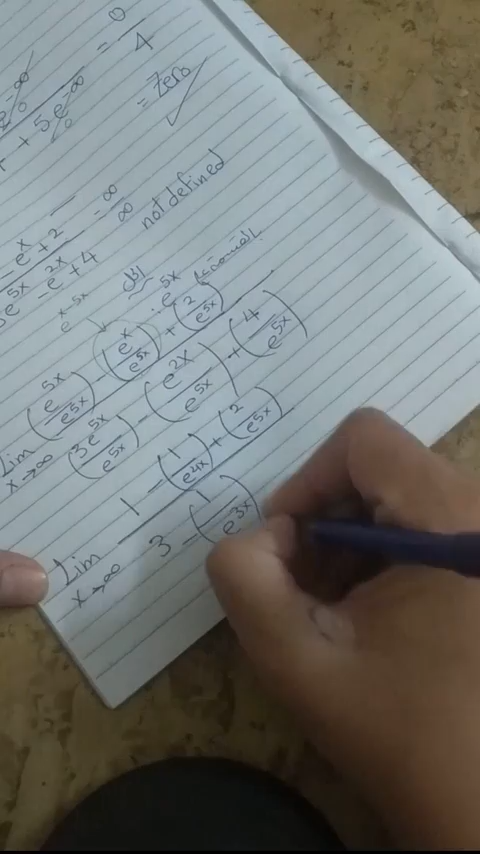 e^-∞ = 0/4
+ 5e^-∞ = Zero ✓
-e^x + 2 = ∞/∞ not defined
3e^5x - e^2x + 4
e^x-5x
e^5x
Lim x→∞ (e^5x/e^5x) - (e^x/e^5x) + (2/e^5x)
(3e^5x/e^5x) - (e^2x/e^5x) + (4/e^5x)
Lim x→∞ 1 - (1/e^4x) + (2/e^5x)
3 - (1/e^3x)